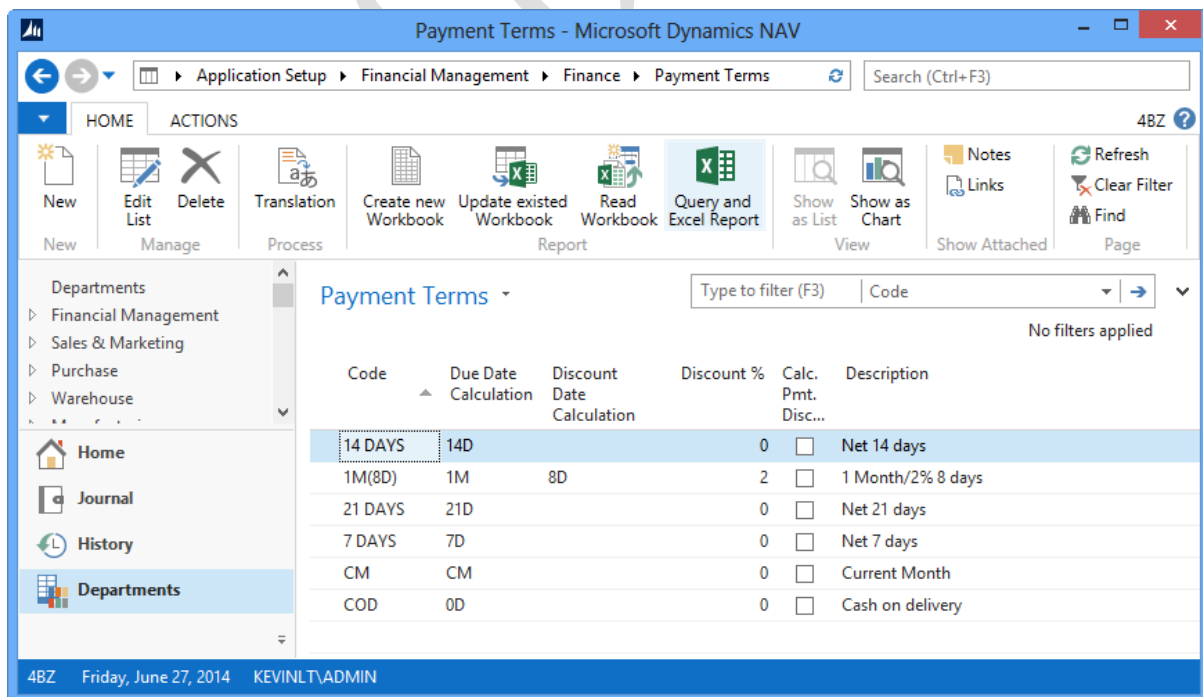 Payment Terms - Microsoft Dynamics NAV
Application Setup Financial Management Finance Payment Terms
Search (Ctrl+F3)
HOME ACTIONS 4BZ
New
Edit List
Delete
Translation
Create new Workbook
Update existed Workbook
Read Workbook
Query and Excel Report
Show as List
Show as Chart
Notes
Links
Refresh
Clear Filter
Find
New Manage Process Report View Show Attached Page
Departments
Financial Management
Sales & Marketing
Purchase
Warehouse
Home
Journal
History
Departments
Payment Terms
Type to filter (F3) Code
No filters applied
Code Due Date Calculation Discount Date Calculation Discount % Calc. Pmt. Disc... Description
14 DAYS 14D 0 Net 14 days
1M(8D) 1M 8D 2 1 Month/2% 8 days
21 DAYS 21D 0 Net 21 days
7 DAYS 7D 0 Net 7 days
CM CM 0 Current Month
COD 0D 0 Cash on delivery
4BZ Friday, June 27, 2014 KEVINLT\ADMIN